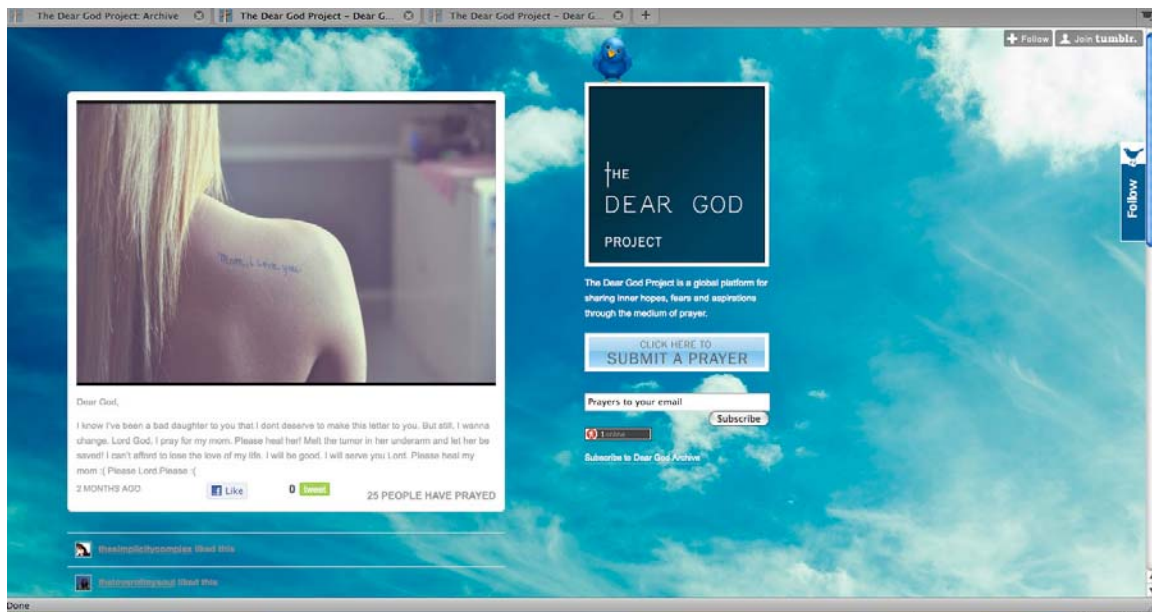 The Dear God Project: Archive
The Dear God Project – Dear G...
The Dear God Project – Dear G...
Follow
Join tumblr.
Mom, i love you
Dear God,
I know I've been a bad daughter to you that I dont deserve to make this letter to you. But still, I wanna
change. Lord God, I pray for my mom. Please heal her! Melt the tumor in her underarm and let her be
saved! I can't afford to lose the love of my life. I will be good. I will serve you Lord. Please heal my
mom :( Please Lord Please :(
2 MONTHS AGO
Like
0 tweet
25 PEOPLE HAVE PRAYED
thesimplicitycomplex liked this
liked this
THE
DEAR GOD
PROJECT
The Dear God Project is a global platform for
sharing inner hopes, fears and aspirations
through the medium of prayer.
CLICK HERE TO
SUBMIT A PRAYER
Prayers to your email
Subscribe
1 online
Subscribe to Dear God Archive
Follow
Done